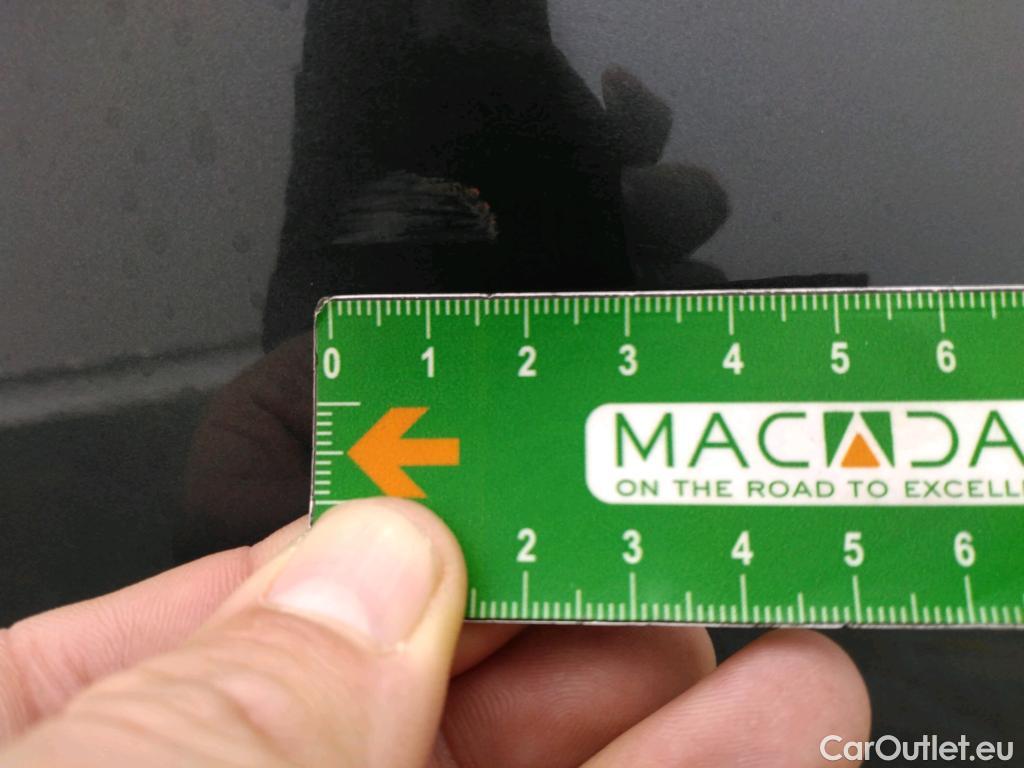 0 1 2 3 4 5 6
MACADA
ON THE ROAD TO EXCELL
2 3 4 5 6
CarOutlet.eu